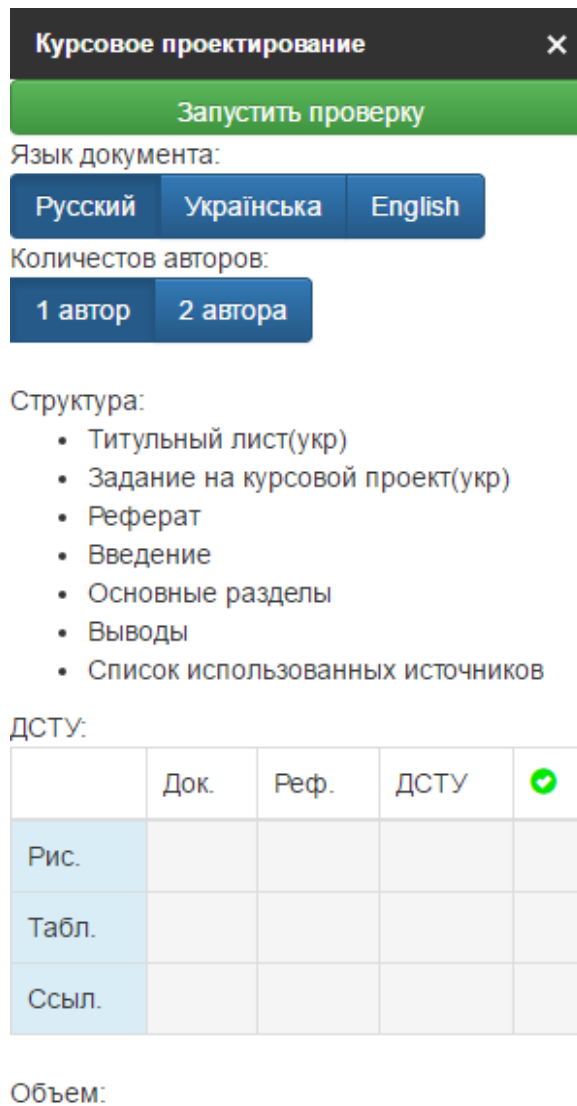 Курсовое проектирование ×
Запустить проверку
Язык документа:
Русский Українська English
Количестов авторов:
1 автор 2 автора
Структура:
• Титульный лист(укр)
• Задание на курсовой проект(укр)
• Реферат
• Введение
• Основные разделы
• Выводы
• Список использованных источников
ДСТУ:
Док. Реф. ДСТУ
Рис.
Табл.
Ссыл.
Объем: